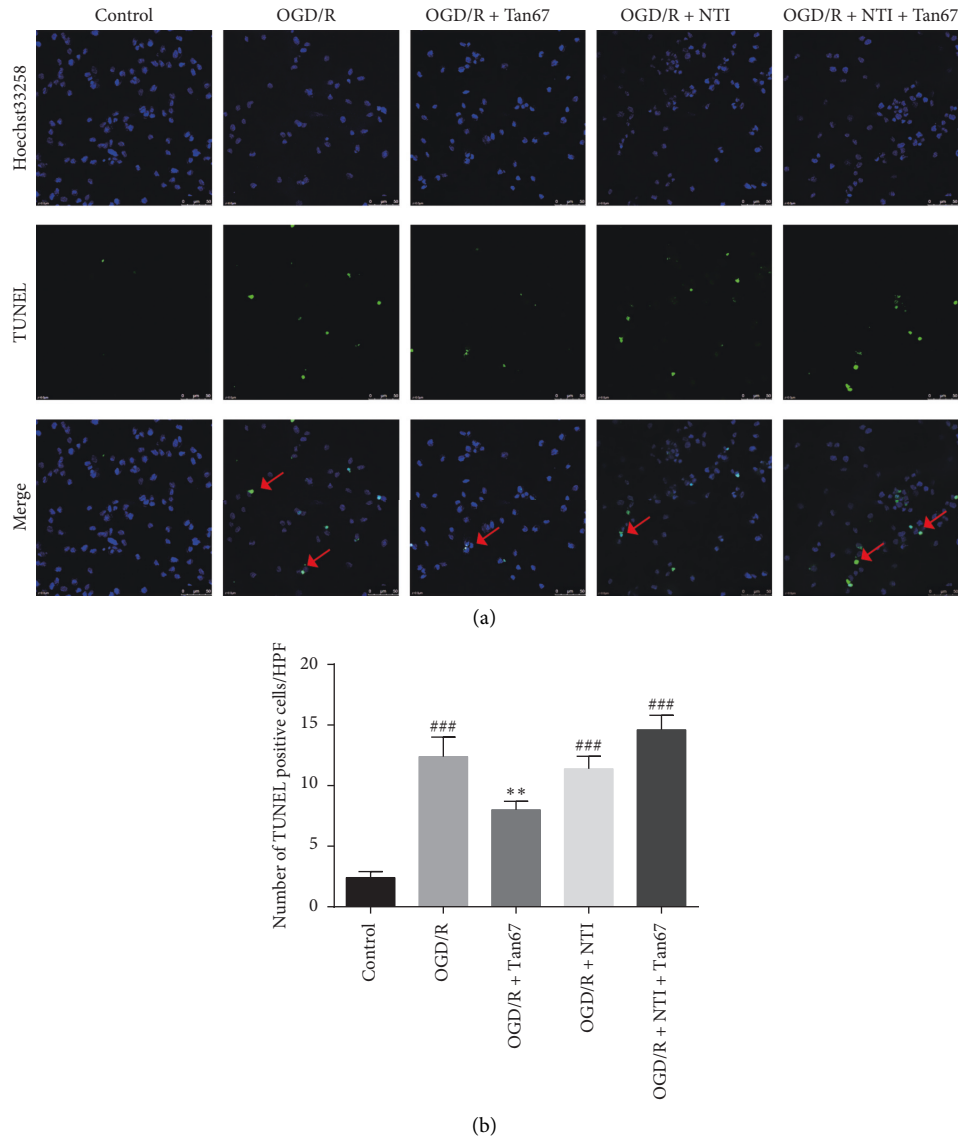 Control
OGD/R
OGD/R + Tan67
OGD/R + NTI
OGD/R + NTI + Tan67
Hoechst33258
TUNEL
Merge
(a)
Number of TUNEL positive cells/HPF
20
15
10
5
0
###
**
###
###
Control
OGD/R
OGD/R + Tan67
OGD/R + NTI
OGD/R + NTI + Tan67
(b)